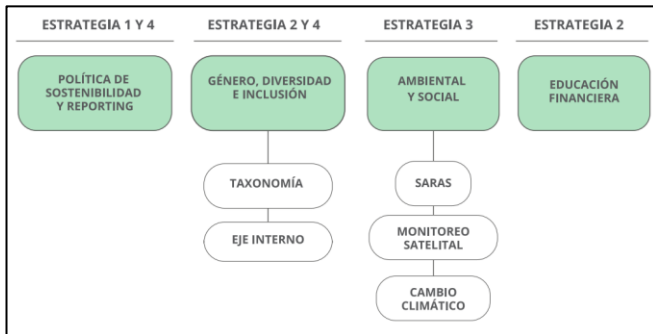 ESTRATEGIA 1 Y 4
ESTRATEGIA 2 Y 4
ESTRATEGIA 3
ESTRATEGIA 2
POLÍTICA DE
SOSTENIBILIDAD
Y REPORTING
GÉNERO, DIVERSIDAD
E INCLUSIÓN
AMBIENTAL
Y SOCIAL
EDUCACIÓN
FINANCIERA
TAXONOMÍA
EJE INTERNO
SARAS
MONITOREO
SATELITAL
CAMBIO
CLIMÁTICO